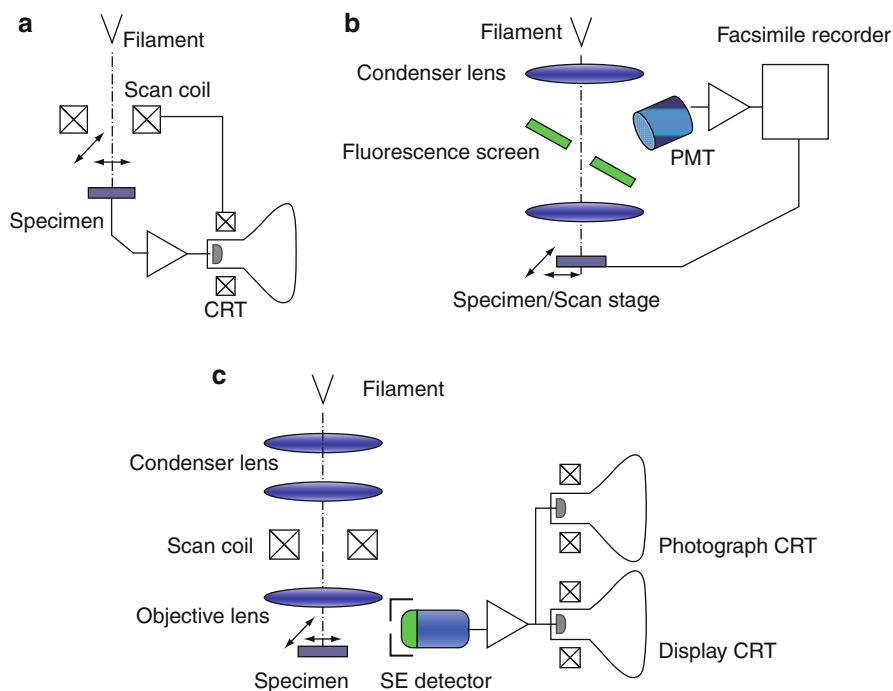 a
Filament
Scan coil
Specimen
CRT
b
Filament
Facsimile recorder
Condenser lens
Fluorescence screen
PMT
Specimen/Scan stage
c
Filament
Condenser lens
Scan coil
Photograph CRT
Objective lens
Display CRT
Specimen
SE detector